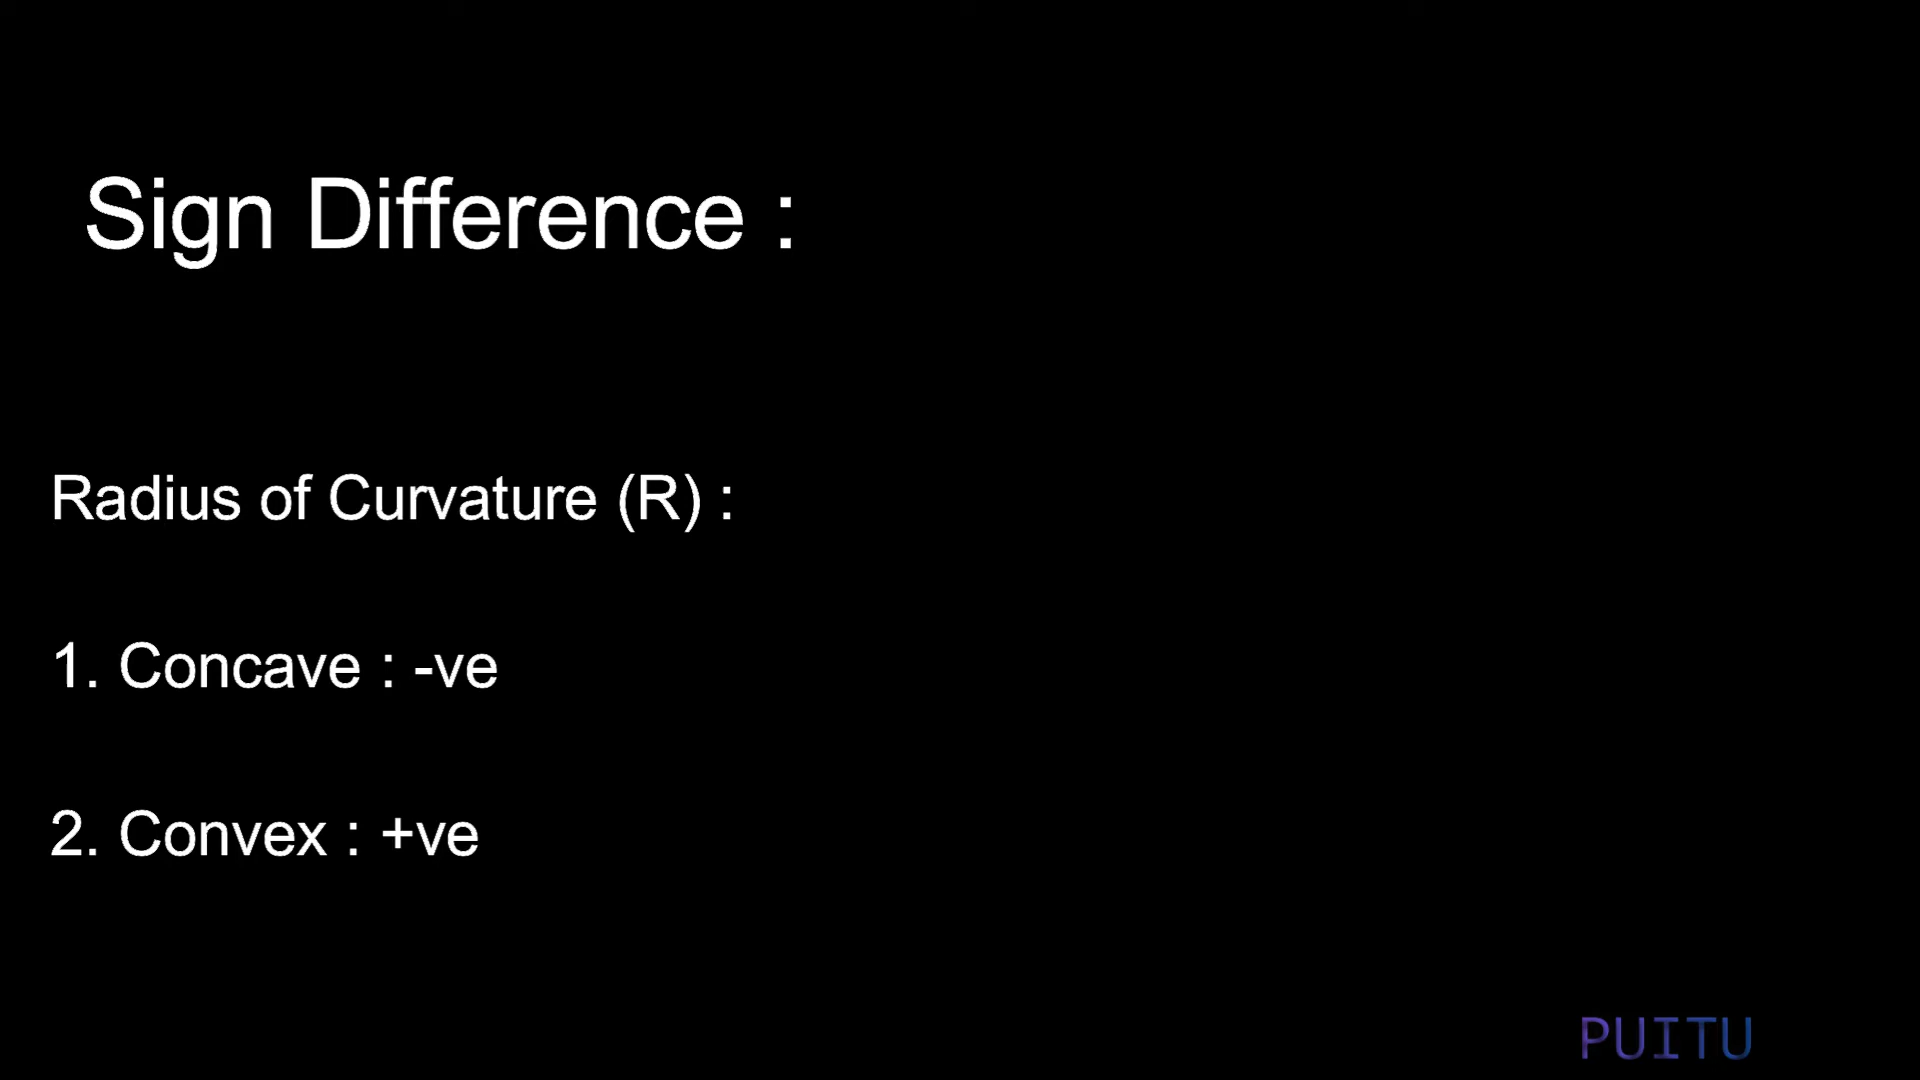 Sign Difference :
Radius of Curvature (R) :
1. Concave : -ve
2. Convex : +ve
PUITU